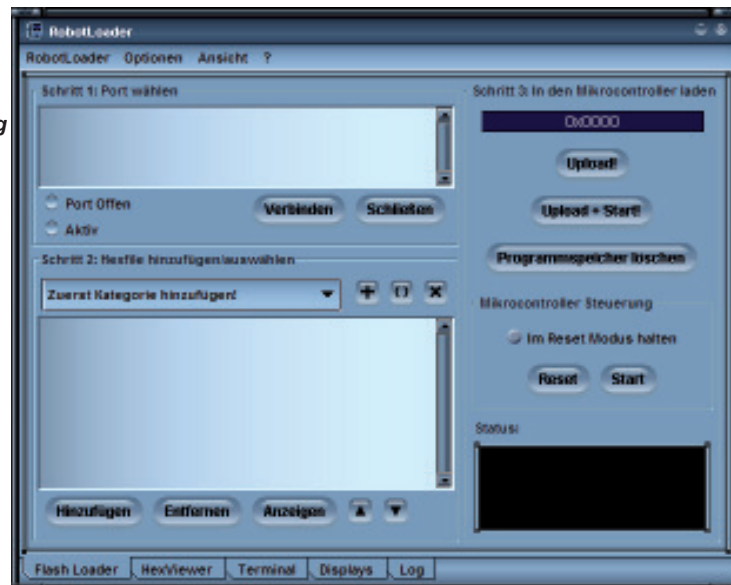 RobotLoader
RobotLoader Optionen Ansicht ?
Schritt 1: Port wählen
Port Offen
Aktiv
Verbinden
Schließen
Schritt 2: Hexfile hinzufügen/auswählen
Zuerst Kategorie hinzufügen!
Hinzufügen
Entfernen
Anzeigen
Schritt 3: In den Mikrocontroller laden
0x0000
Upload!
Upload + Start!
Programmspeicher löschen
Mikrocontroller Steuerung
Im Reset Modus halten
Reset
Start
Status:
Flash Loader
HexViewer
Terminal
Displays
Log
g